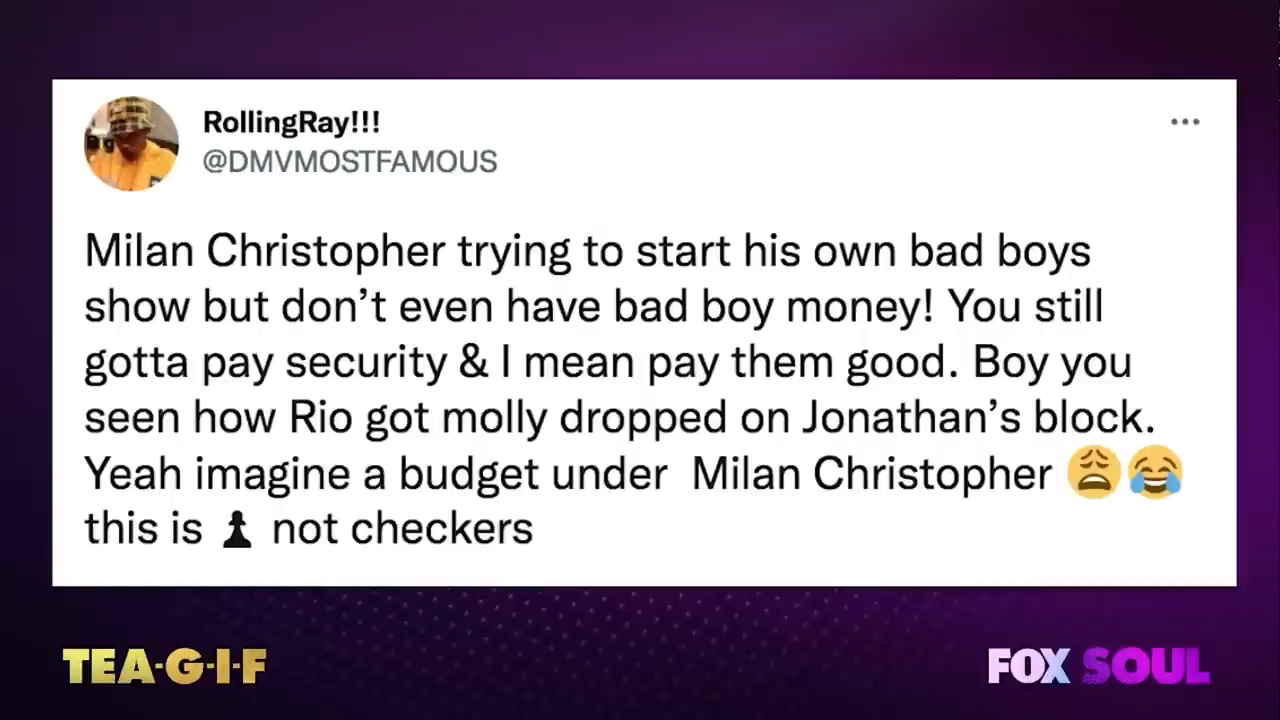 RollingRay!!!
@DMVMOSTFAMOUS
Milan Christopher trying to start his own bad boys
show but don’t even have bad boy money! You still
gotta pay security & I mean pay them good. Boy you
seen how Rio got molly dropped on Jonathan’s block.
Yeah imagine a budget under Milan Christopher 😩😂
this is ♟ not checkers
TEA-G-I-F
FOX SOUL